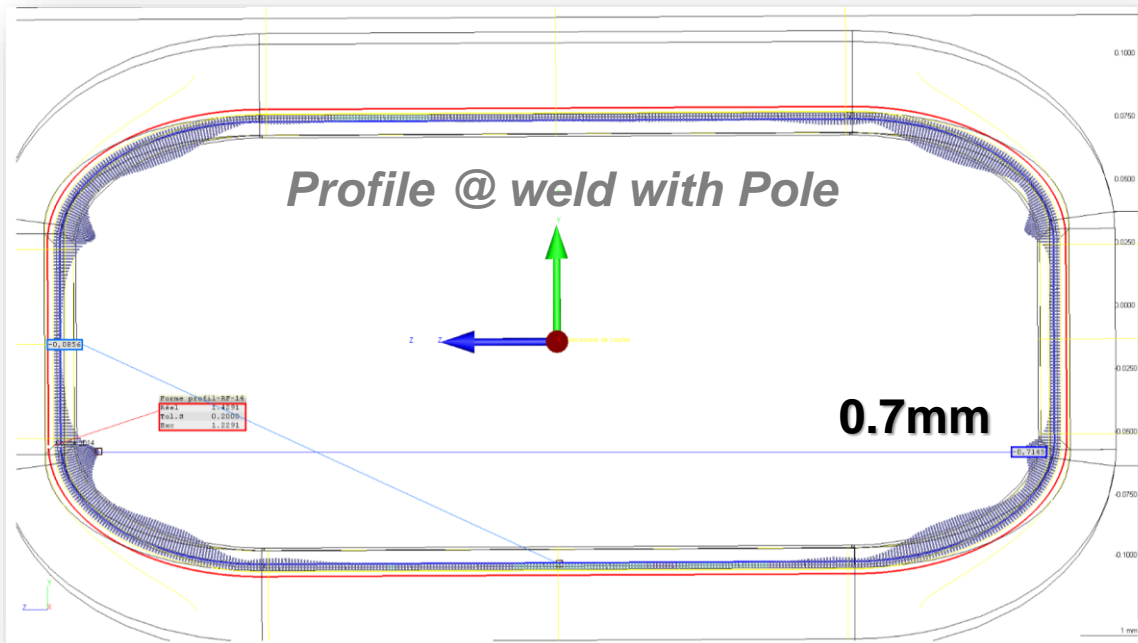 0.1000
0.0750
Profile @ weld with Pole
0.0500
Y
0.0250
0.0000
Z Z
-0,0856
-0.0250
Forme profil-RF-14
Réel 1.4291
Tol.S 0.2000
Exc 1.2291
0.7mm
-0.0500
-0,7145
-0.0750
-0.1000
Y
Z X
1 mm